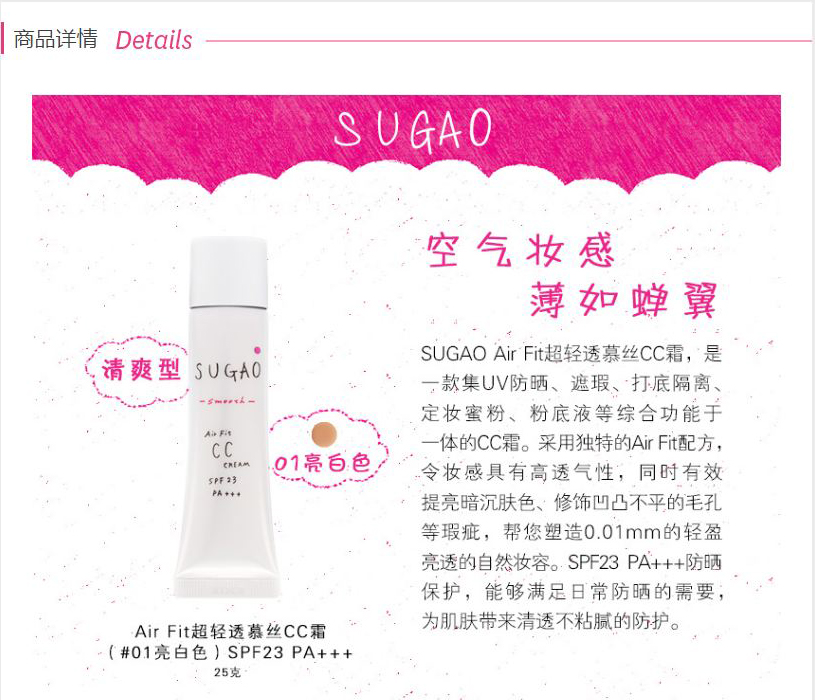 商品详情 Details
SUGAO
空气妆感
薄如蝉翼
清爽型
SUGAO
-smooth-
Air Fit
CC
CREAM
SPF23
PA+++
01亮白色
SUGAO Air Fit超轻透慕丝CC霜，是
一款集UV防晒、遮瑕、打底隔离、
定妆蜜粉、粉底液等综合功能于
一体的CC霜。采用独特的Air Fit配方，
令妆感具有高透气性，同时有效
提亮暗沉肤色、修饰凹凸不平的毛孔
等瑕疵，帮您塑造0.01mm的轻盈
亮透的自然妆容。SPF23 PA+++防晒
保护，能够满足日常防晒的需要，
为肌肤带来清透不粘腻的防护。
Air Fit超轻透慕丝CC霜
（#01亮白色）SPF23 PA+++
25克